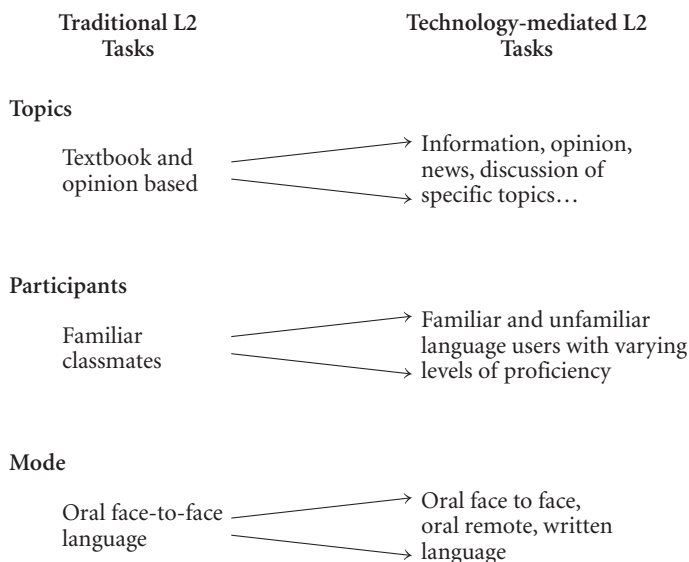 Traditional L2
Tasks
Technology-mediated L2
Tasks
Topics
Textbook and
opinion based
Information, opinion,
news, discussion of
specific topics…
Participants
Familiar
classmates
Familiar and unfamiliar
language users with varying
levels of proficiency
Mode
Oral face-to-face
language
Oral face to face,
oral remote, written
language